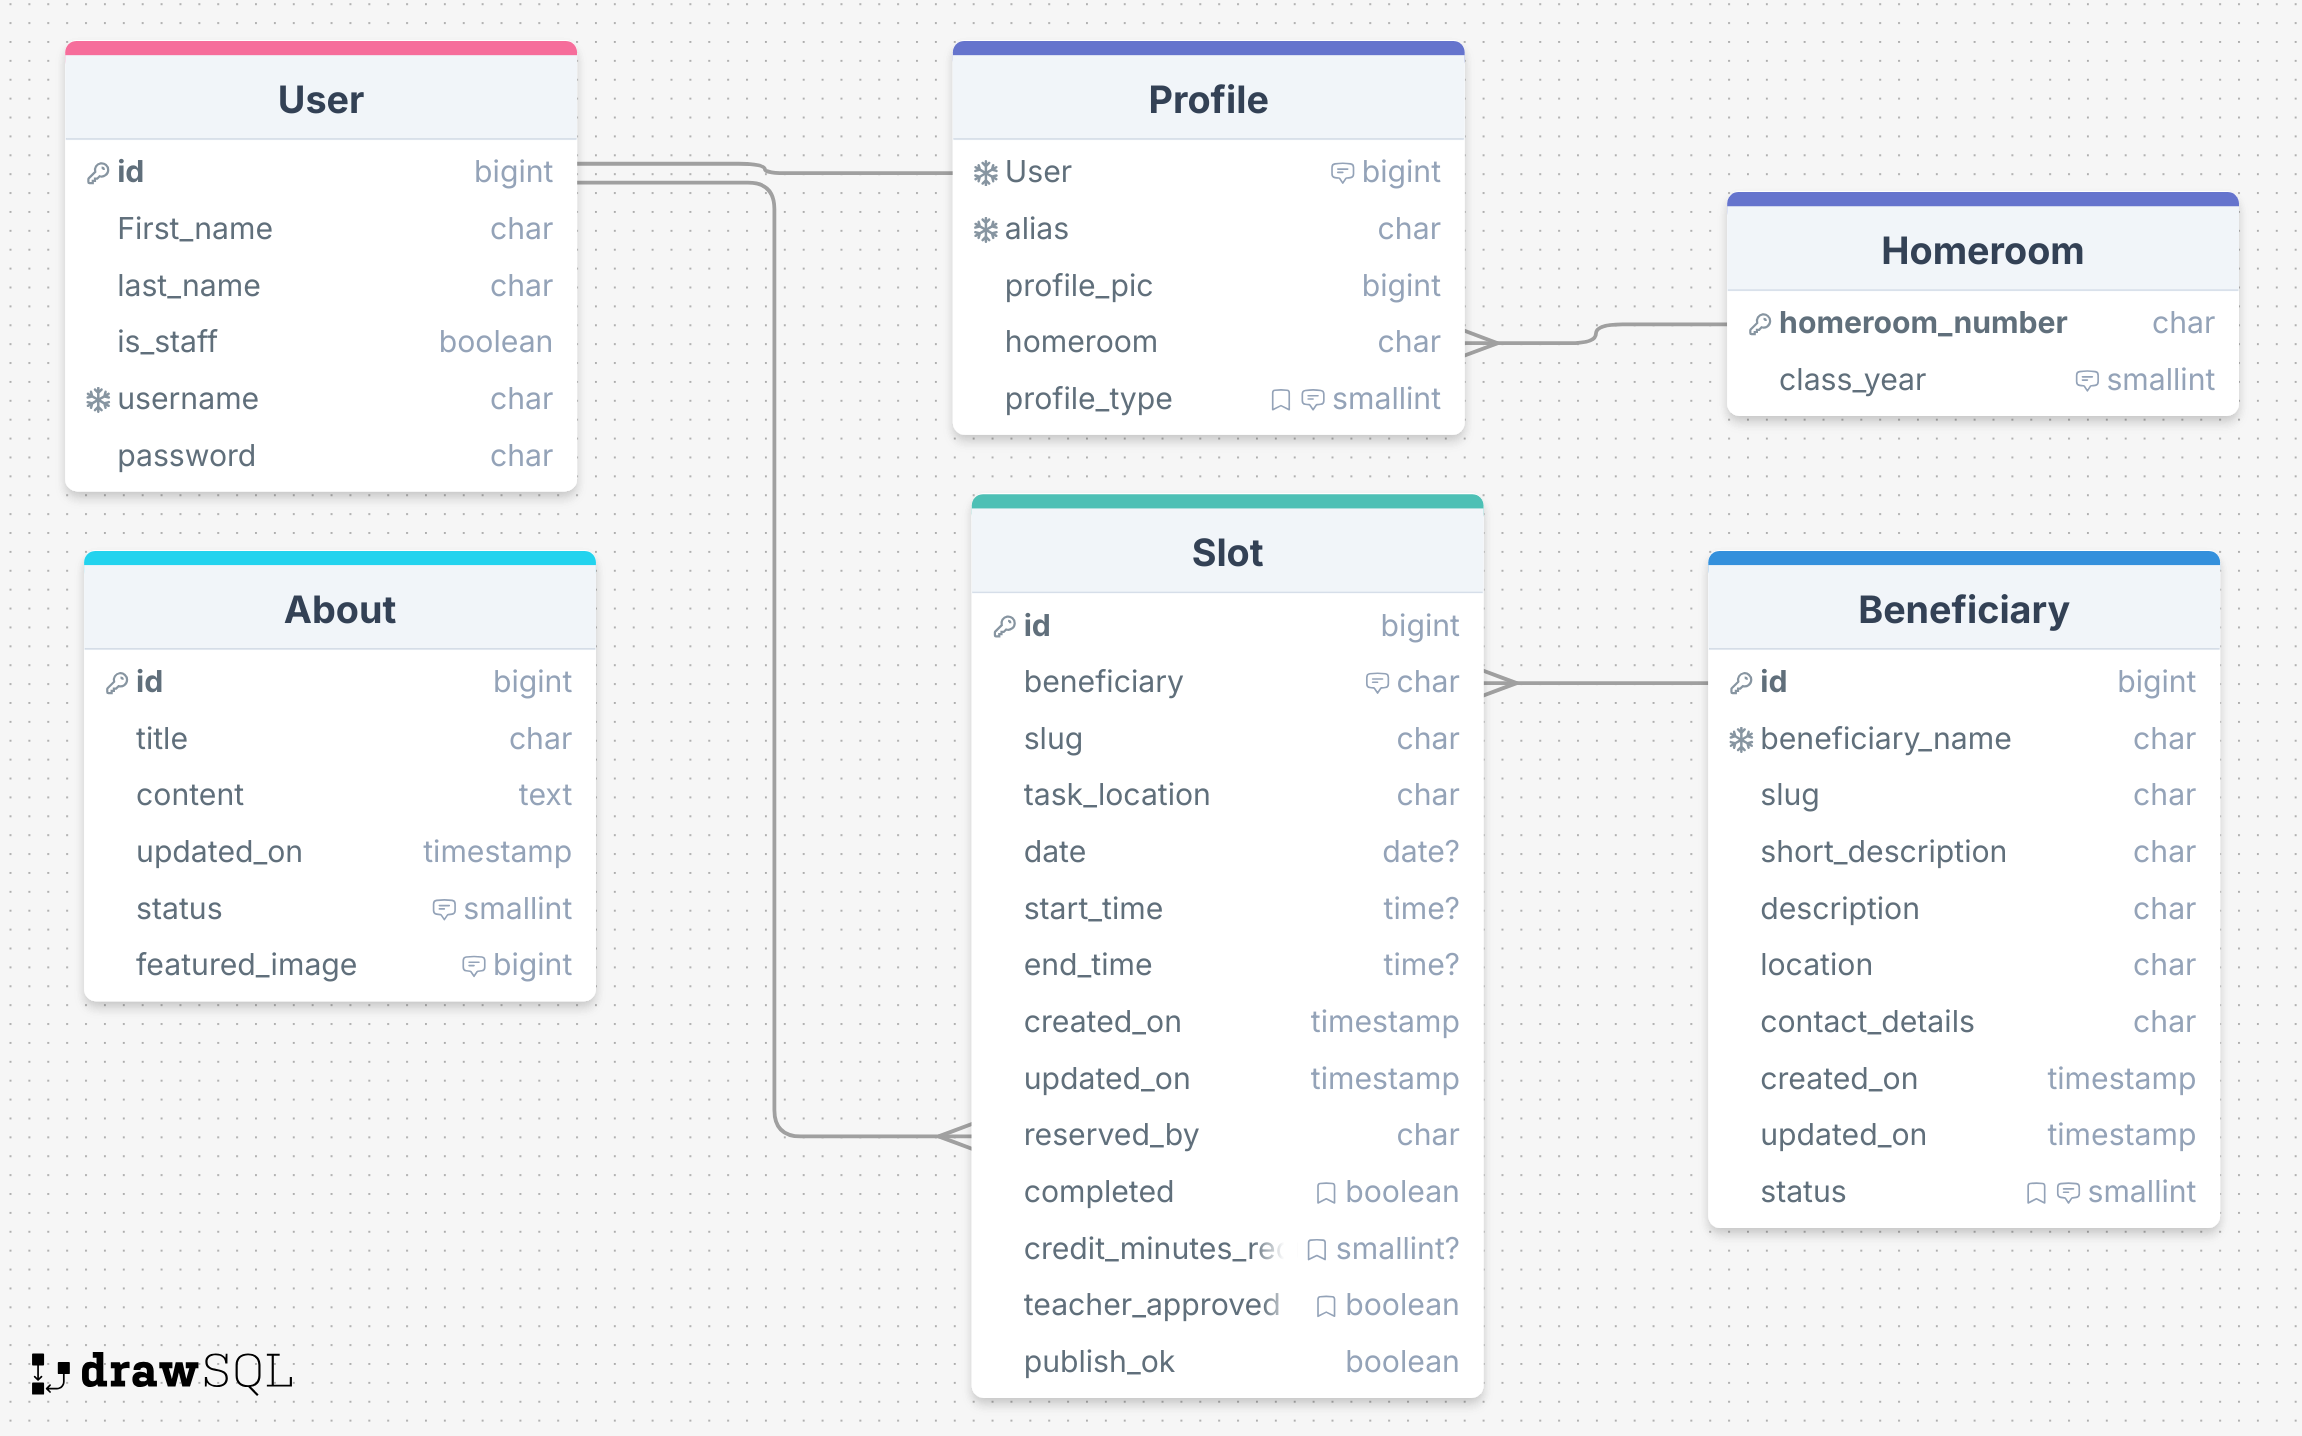 User
id bigint
First_name char
last_name char
is_staff boolean
username char
password char
Profile
User bigint
alias char
profile_pic bigint
homeroom char
profile_type smallint
Homeroom
homeroom_number char
class_year smallint
About
id bigint
title char
content text
updated_on timestamp
status smallint
featured_image bigint
Slot
id bigint
beneficiary char
slug char
task_location char
date date?
start_time time?
end_time time?
created_on timestamp
updated_on timestamp
reserved_by char
completed boolean
credit_minutes_re smallint?
teacher_approved boolean
publish_ok boolean
Beneficiary
id bigint
beneficiary_name char
slug char
short_description char
description char
location char
contact_details char
created_on timestamp
updated_on timestamp
status smallint
drawSQL